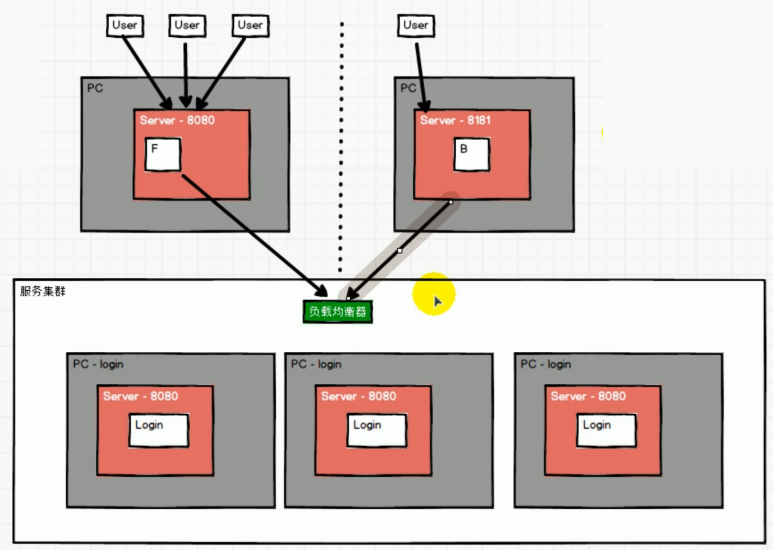 User
User
User
User
PC
PC
Server - 8080
Server - 8181
F
B
服务集群
负载均衡器
PC - login
PC - login
PC - login
Server - 8080
Server - 8080
Server - 8080
Login
Login
Login